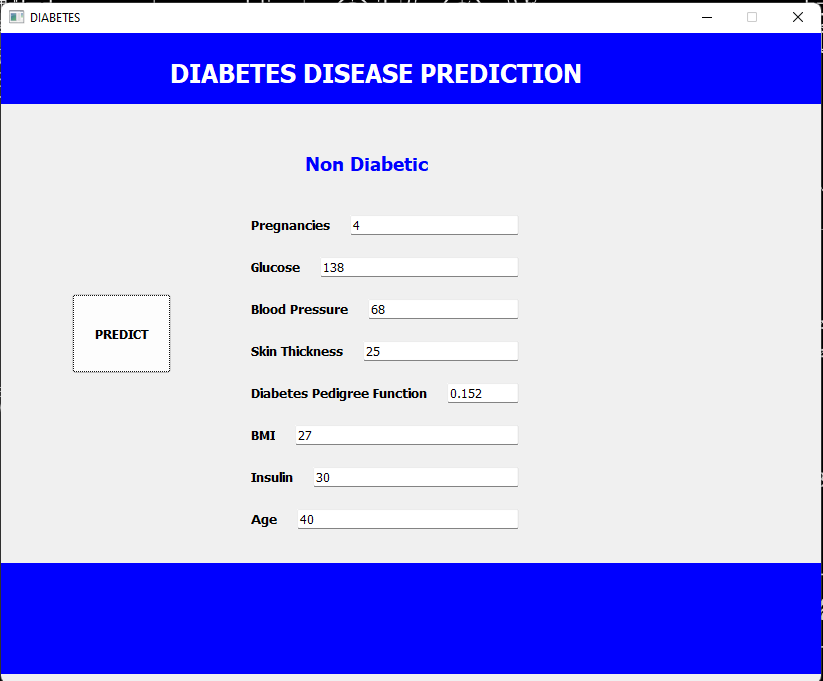 DIABETES
DIABETES DISEASE PREDICTION
Non Diabetic
Pregnancies 4
Glucose 138
Blood Pressure 68
PREDICT
Skin Thickness 25
Diabetes Pedigree Function 0.152
BMI 27
Insulin 30
Age 40